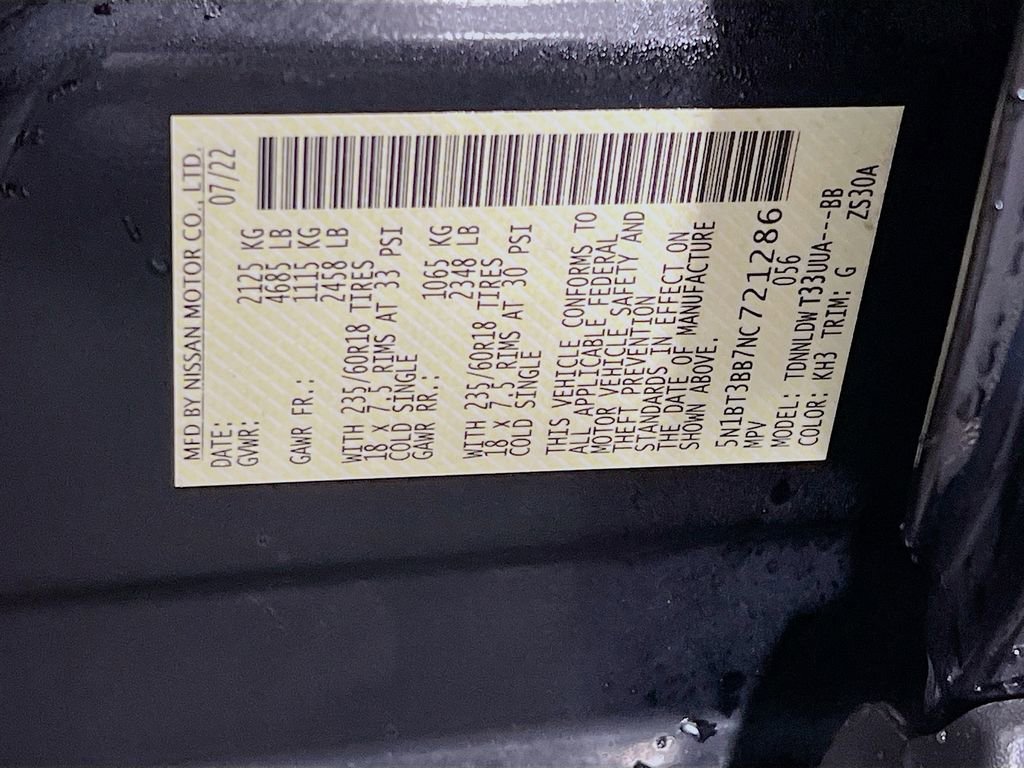 MFD BY NISSAN MOTOR CO., LTD.
DATE: 07/22
GVWR: 2125 KG
4685 LB
GAWR FR.: 1115 KG
2458 LB
WITH 235/60R18 TIRES
18 X 7.5 RIMS AT 33 PSI
COLD SINGLE
GAWR RR.: 1065 KG
2348 LB
WITH 235/60R18 TIRES
18 X 7.5 RIMS AT 30 PSI
COLD SINGLE
THIS VEHICLE CONFORMS TO
ALL APPLICABLE FEDERAL
MOTOR VEHICLE SAFETY AND
THEFT PREVENTION
STANDARDS IN EFFECT ON
THE DATE OF MANUFACTURE
SHOWN ABOVE.
5N1BT3BB7NC721286
MPV 056
MODEL: TDNNLDW T33UUA---BB
COLOR: KH3 TRIM: G ZS30A